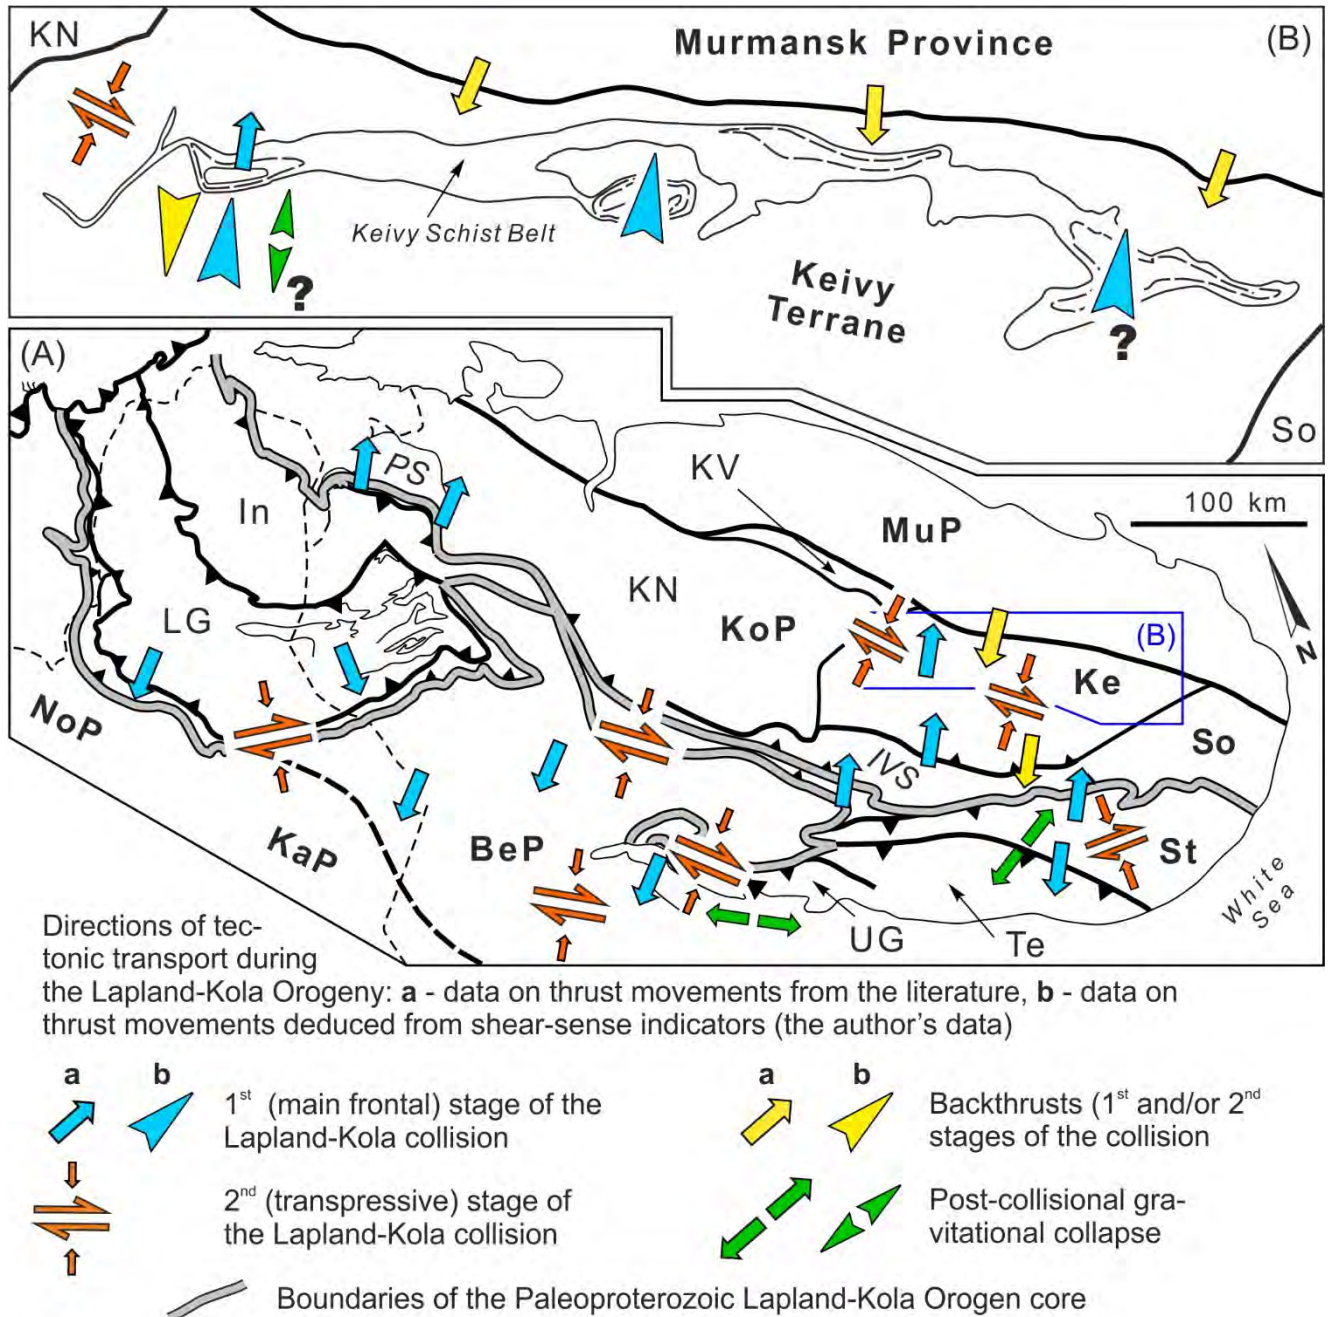 KN
Murmansk Province
(B)
Keivy Schist Belt
Keivy
Terrane
?
?
So
(A)
PS
KV
100 km
In
MuP
N
KN
LG
KoP
(B)
Ke
NoP
So
IVS
KaP
BeP
St
White
Sea
UG
Te
Directions of tec-
tonic transport during
the Lapland-Kola Orogeny: a - data on thrust movements from the literature, b - data on
thrust movements deduced from shear-sense indicators (the author's data)
a b
1st (main frontal) stage of the
Lapland-Kola collision
2nd (transpressive) stage of
the Lapland-Kola collision
a b
Backthrusts (1st and/or 2nd
stages of the collision
Post-collisional gra-
vitational collapse
Boundaries of the Paleoproterozoic Lapland-Kola Orogen core